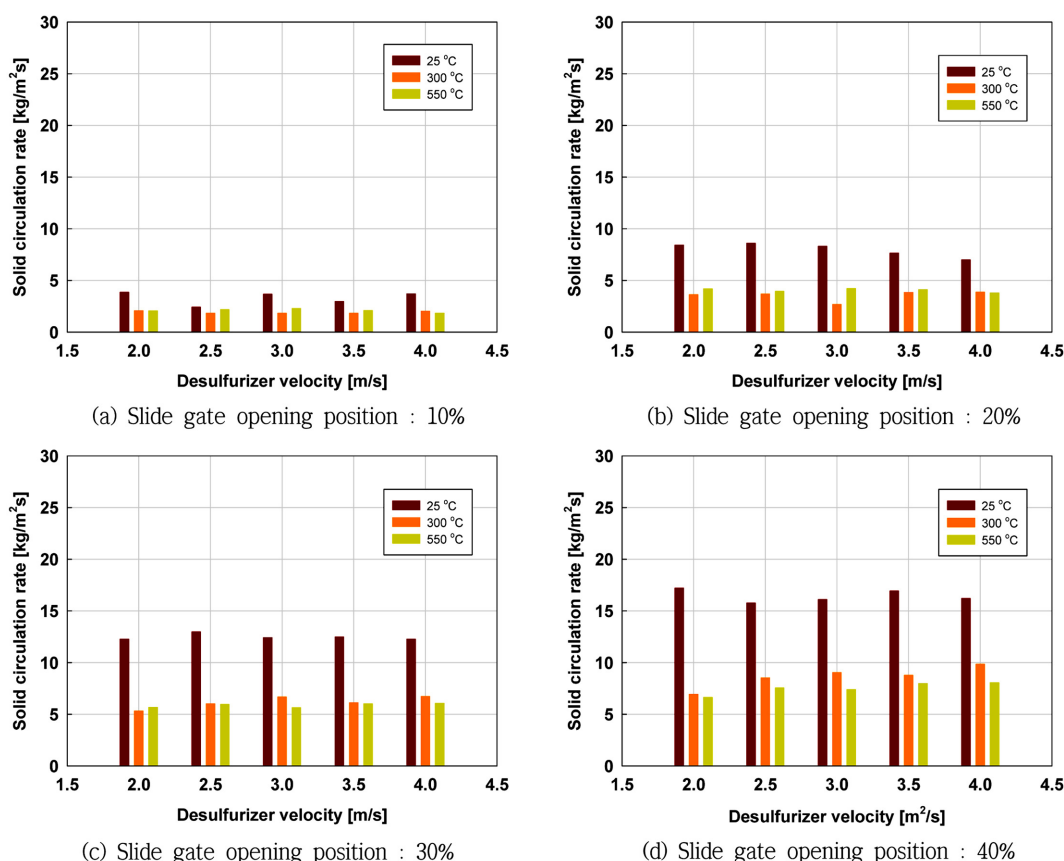 Solid circulation rate [kg/m²s]
30
25
20
15
10
5
0
25 °C
300 °C
550 °C
1.5 2.0 2.5 3.0 3.5 4.0 4.5
Desulfurizer velocity [m/s]
(a) Slide gate opening position : 10%
Solid circulation rate [kg/m²s]
30
25
20
15
10
5
0
25 °C
300 °C
550 °C
1.5 2.0 2.5 3.0 3.5 4.0 4.5
Desulfurizer velocity [m/s]
(b) Slide gate opening position : 20%
Solid circulation rate [kg/m²s]
30
25
20
15
10
5
0
25 °C
300 °C
550 °C
1.5 2.0 2.5 3.0 3.5 4.0 4.5
Desulfurizer velocity [m/s]
(c) Slide gate opening position : 30%
Solid circulation rate [kg/m²s]
30
25
20
15
10
5
0
25 °C
300 °C
550 °C
1.5 2.0 2.5 3.0 3.5 4.0 4.5
Desulfurizer velocity [m²/s]
(d) Slide gate opening position : 40%